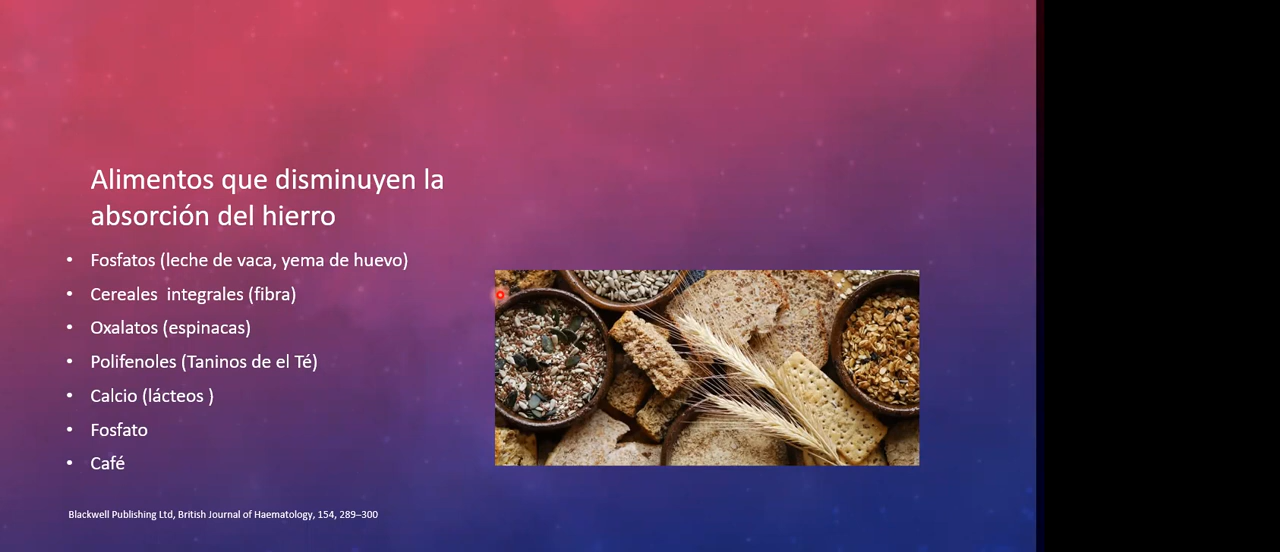 Alimentos que disminuyen la
absorción del hierro
• Fosfatos (leche de vaca, yema de huevo)
• Cereales  integrales (fibra)
• Oxalatos (espinacas)
• Polifenoles (Taninos de el Té)
• Calcio (lácteos )
• Fosfato
• Café
Blackwell Publishing Ltd, British Journal of Haematology, 154, 289–300